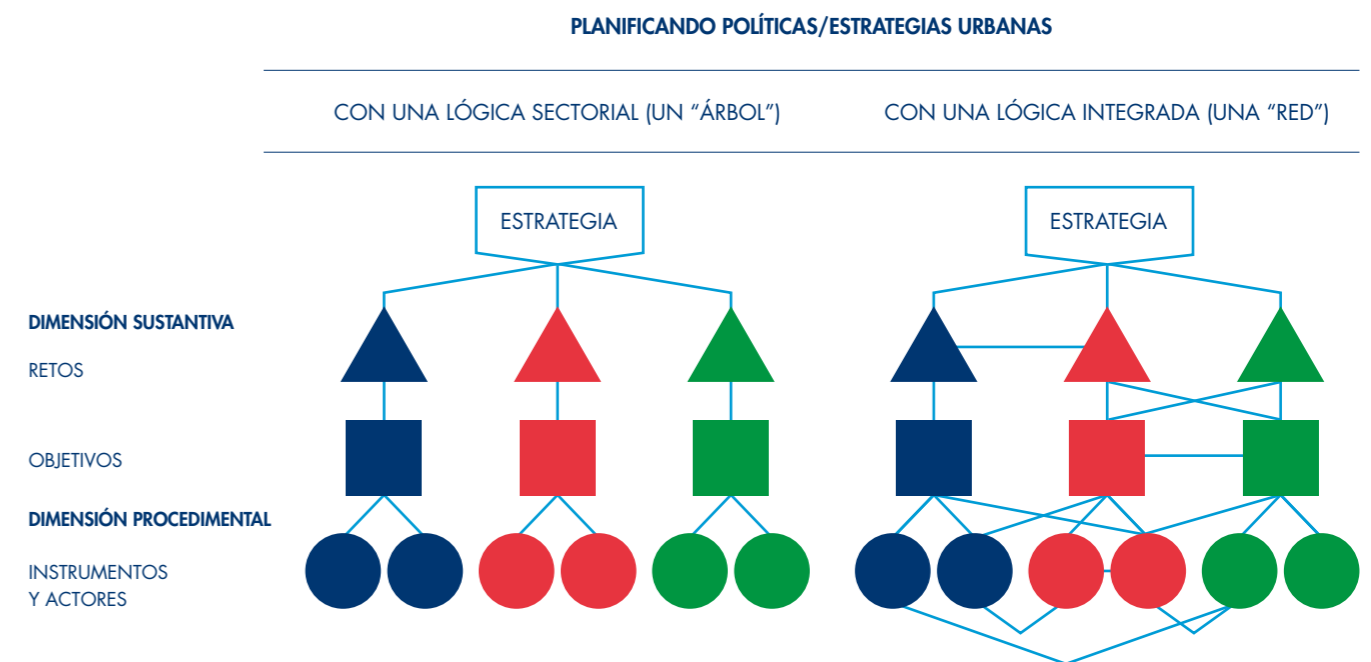 PLANIFICANDO POLÍTICAS/ESTRATEGIAS URBANAS
CON UNA LÓGICA SECTORIAL (UN “ÁRBOL”)
CON UNA LÓGICA INTEGRADA (UNA “RED”)
ESTRATEGIA
ESTRATEGIA
DIMENSIÓN SUSTANTIVA
RETOS
OBJETIVOS
DIMENSIÓN PROCEDIMENTAL
INSTRUMENTOS
Y ACTORES